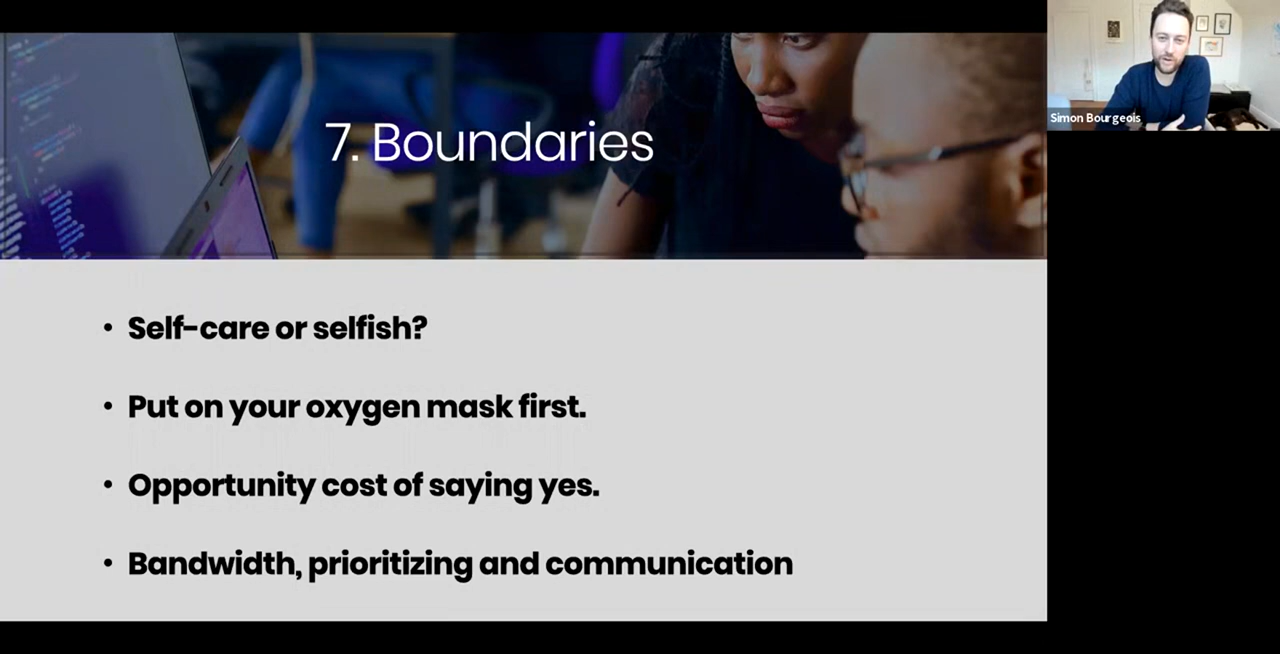 7. Boundaries
Simon Bourgeois
• Self-care or selfish?
• Put on your oxygen mask first.
• Opportunity cost of saying yes.
• Bandwidth, prioritizing and communication